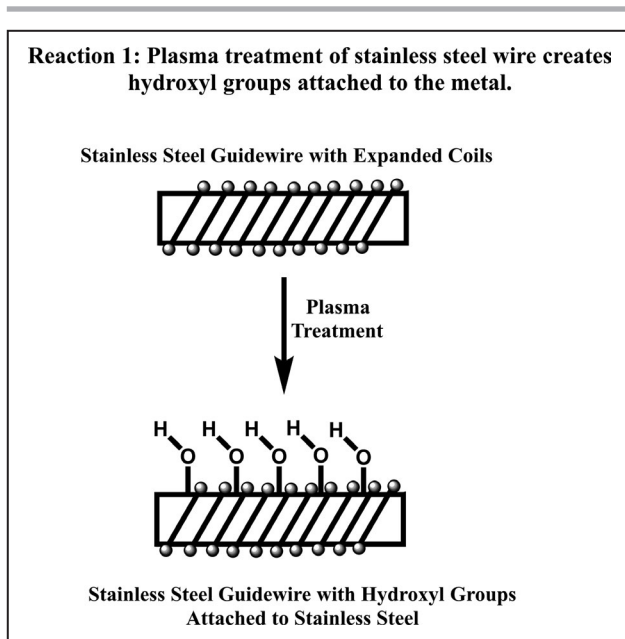 Reaction 1: Plasma treatment of stainless steel wire creates
hydroxyl groups attached to the metal.
Stainless Steel Guidewire with Expanded Coils
Plasma
Treatment
H H H H H
O O O O O
Stainless Steel Guidewire with Hydroxyl Groups
Attached to Stainless Steel